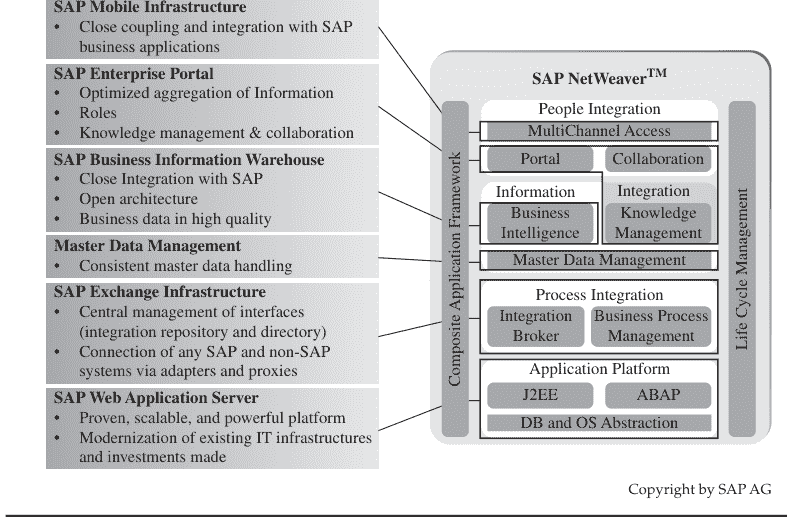 SAP Mobile Infrastructure
• Close coupling and integration with SAP
business applications
SAP Enterprise Portal
• Optimized aggregation of Information
• Roles
• Knowledge management & collaboration
SAP Business Information Warehouse
• Close Integration with SAP
• Open architecture
• Business data in high quality
Master Data Management
• Consistent master data handling
SAP Exchange Infrastructure
• Central management of interfaces
(integration repository and directory)
• Connection of any SAP and non-SAP
systems via adapters and proxies
SAP Web Application Server
• Proven, scalable, and powerful platform
• Modernization of existing IT infrastructures
and investments made
SAP NetWeaver™
Composite Application Framework
People Integration
MultiChannel Access
Portal
Collaboration
Information
Integration
Business
Intelligence
Knowledge
Management
Master Data Management
Process Integration
Integration
Broker
Business Process
Management
Application Platform
J2EE
ABAP
DB and OS Abstraction
Life Cycle Management
Copyright by SAP AG